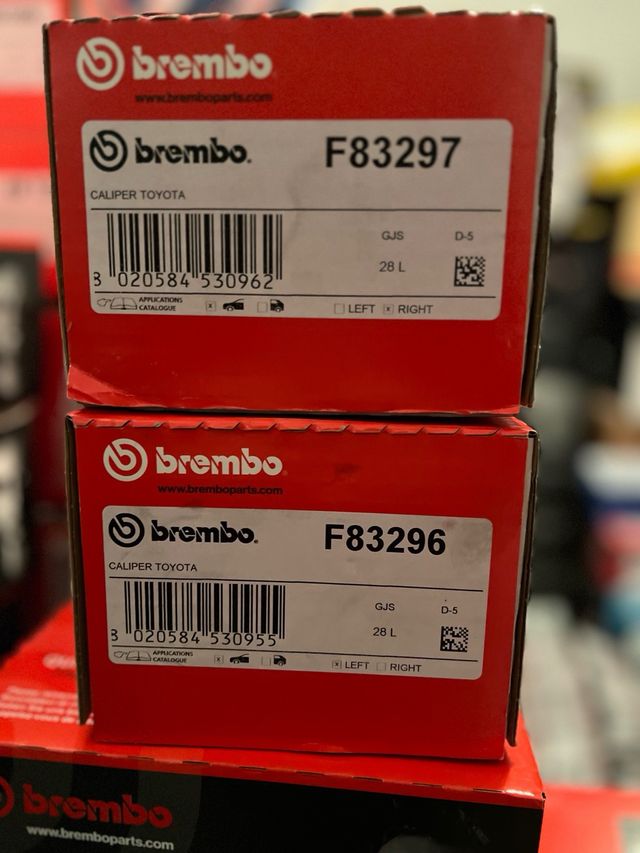 brembo
www.bremboparts.com
brembo. F83297
CALIPER TOYOTA
GJS D-5
28 L
8 020584 530962
APPLICATIONS
CATALOGUE
LEFT RIGHT
brembo
www.bremboparts.com
brembo. F83296
CALIPER TOYOTA
GJS D-5
28 L
8 020584 530955
APPLICATIONS
CATALOGUE
LEFT RIGHT
brembo
www.bremboparts.com